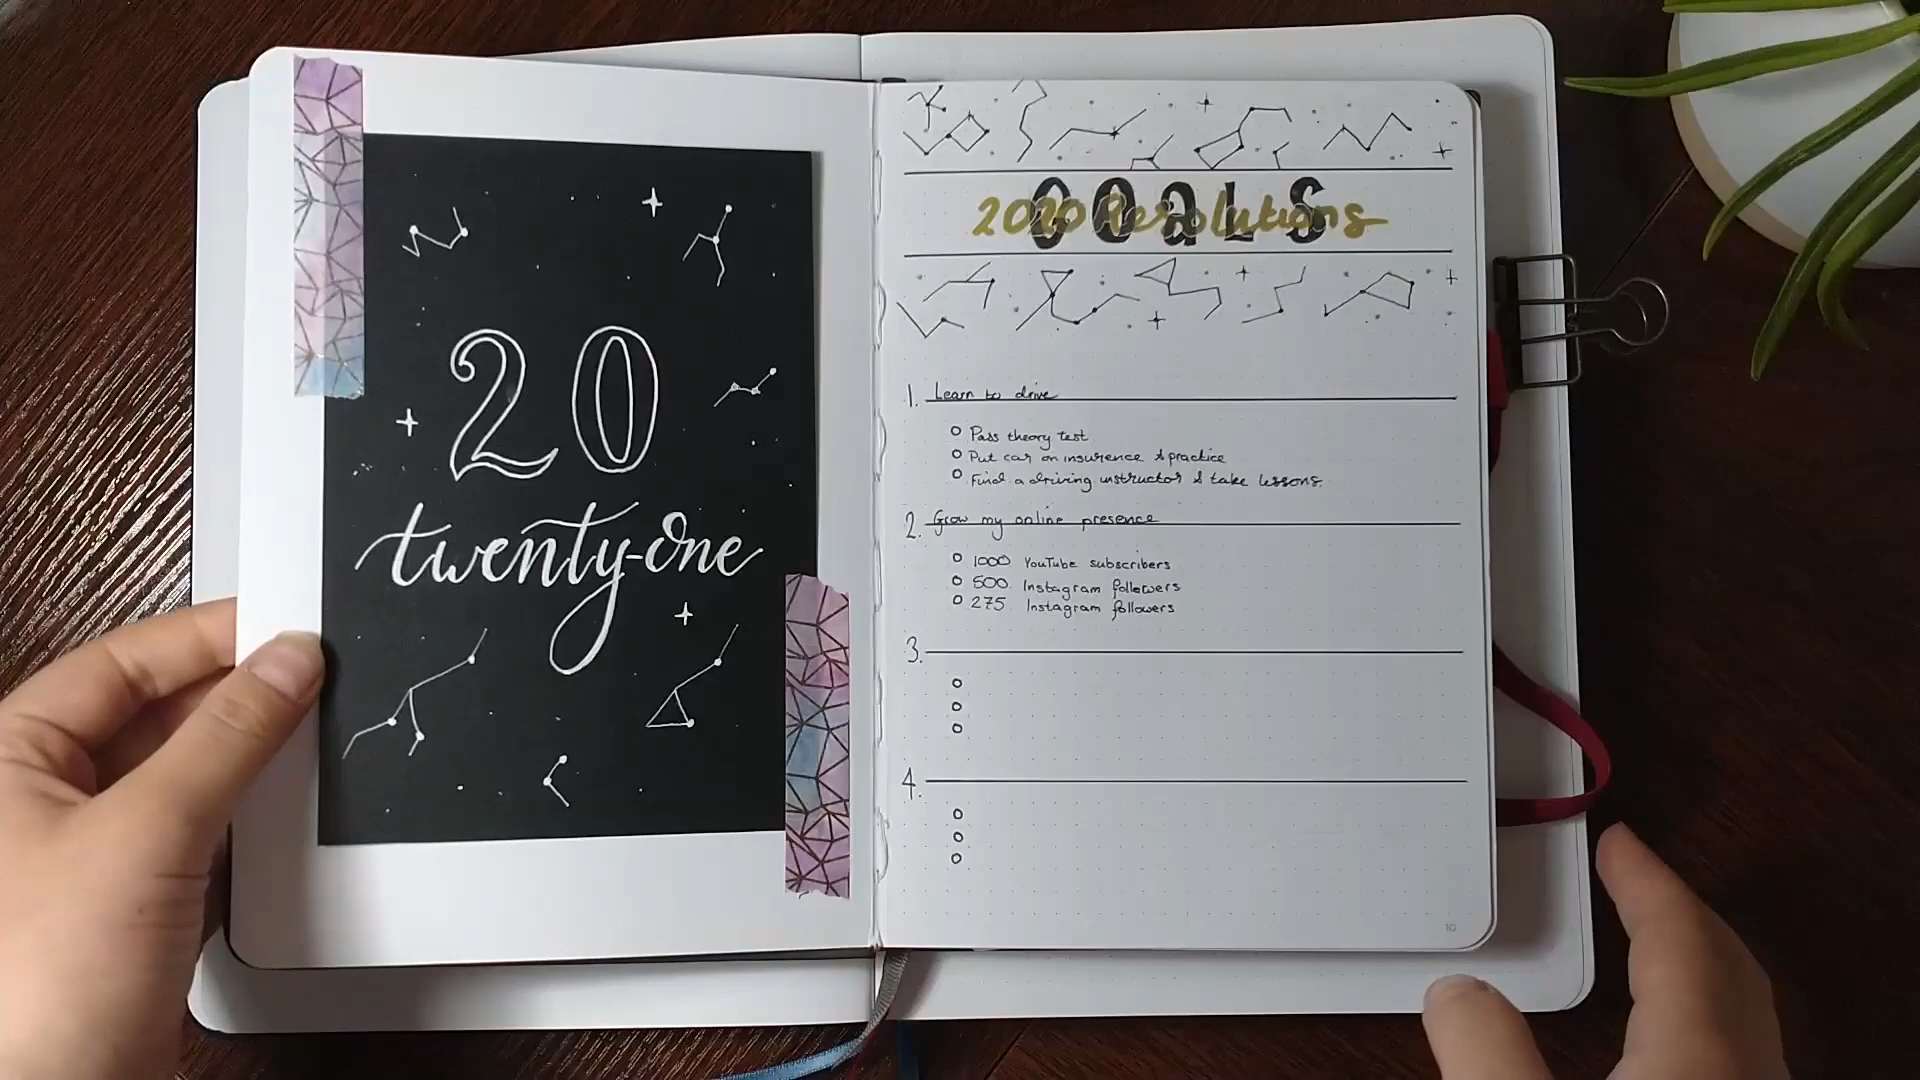 20
twenty-one
GOALS
2020 Resolutions
1. Learn to drive
Pass theory test
Put car on insurence & practice
Find a driving instructor & take lessons.
2. Grow my online presence
1000 YouTube subscribers
500 Instagram followers
275 Instagram followers
3.
4.
10